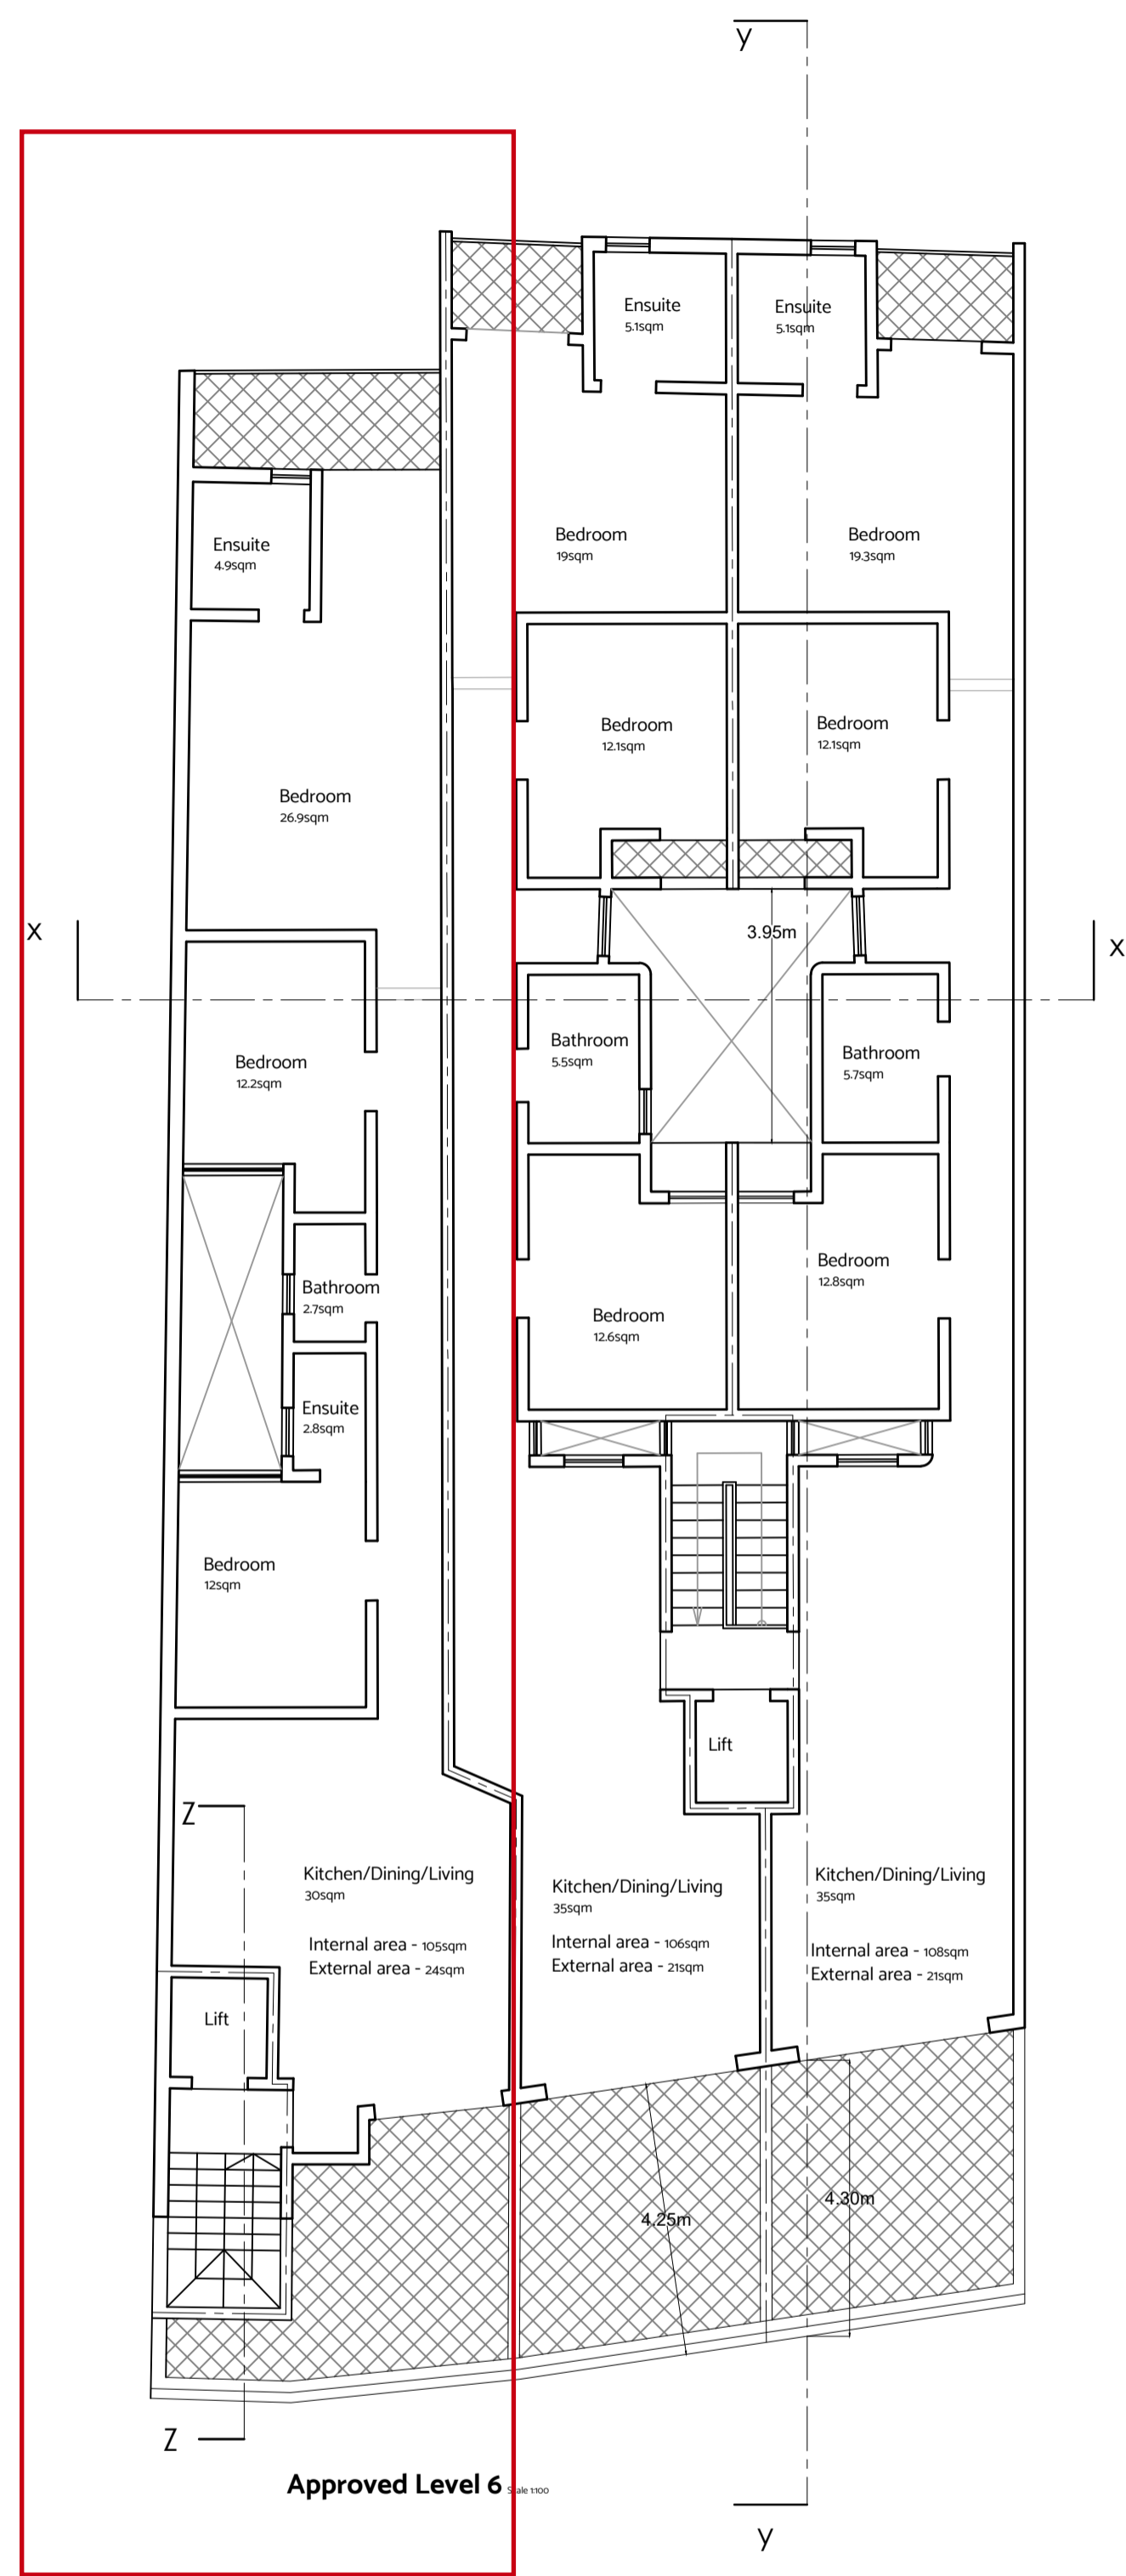 y
Ensuite
5.1sqm
Ensuite
5.1sqm
Ensuite
4.9sqm
Bedroom
19sqm
Bedroom
19.3sqm
Bedroom
12.1sqm
Bedroom
12.1sqm
Bedroom
26.9sqm
x
3.95m
x
Bedroom
12.2sqm
Bathroom
5.5sqm
Bathroom
5.7sqm
Bathroom
2.7sqm
Bedroom
12.8sqm
Bedroom
12.6sqm
Ensuite
2.8sqm
Bedroom
12sqm
Lift
Z
Kitchen/Dining/Living
30sqm
Internal area - 105sqm
External area - 24sqm
Kitchen/Dining/Living
35sqm
Internal area - 106sqm
External area - 21sqm
Kitchen/Dining/Living
35sqm
Internal area - 108sqm
External area - 21sqm
Lift
4.25m
4.30m
Z
Approved Level 6 Scale 1:100
y